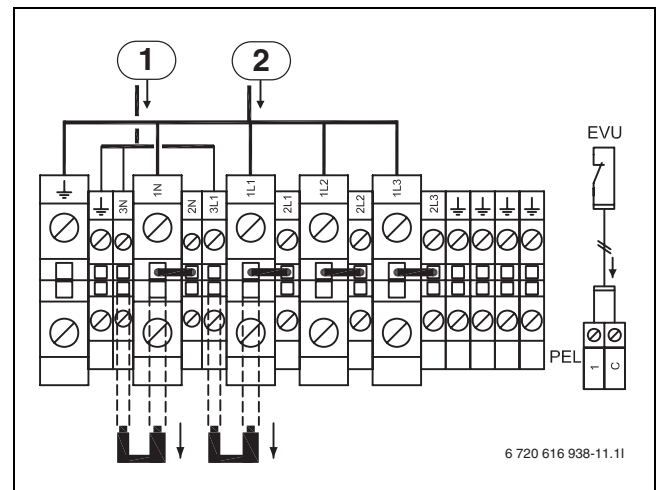 1
2
EVU
⏚ ⏚ 3N 1N 2N 3L1 1L1 2L1 1L2 2L2 1L3 2L3 ⏚ ⏚ ⏚ ⏚
PEL
1 C
6 720 616 938-11.1I